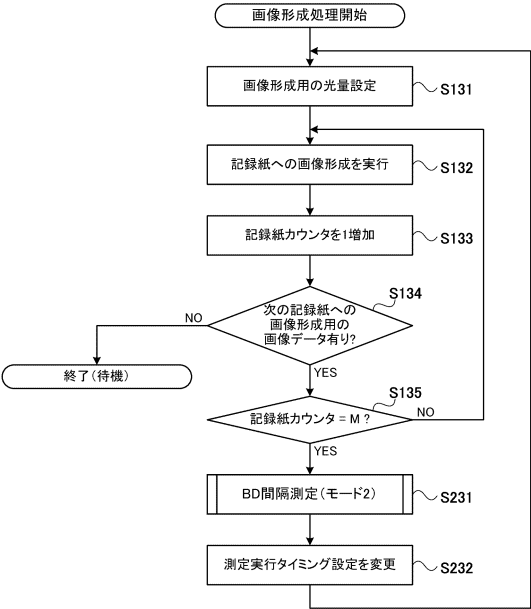 画像形成処理開始
画像形成用の光量設定
S131
記録紙への画像形成を実行
S132
記録紙カウンタを1増加
S133
S134
次の記録紙への
画像形成用の
画像データ有り?
NO
終了(待機)
YES
S135
記録紙カウンタ = M ?
NO
YES
BD間隔測定(モード2)
S231
測定実行タイミング設定を変更
S232